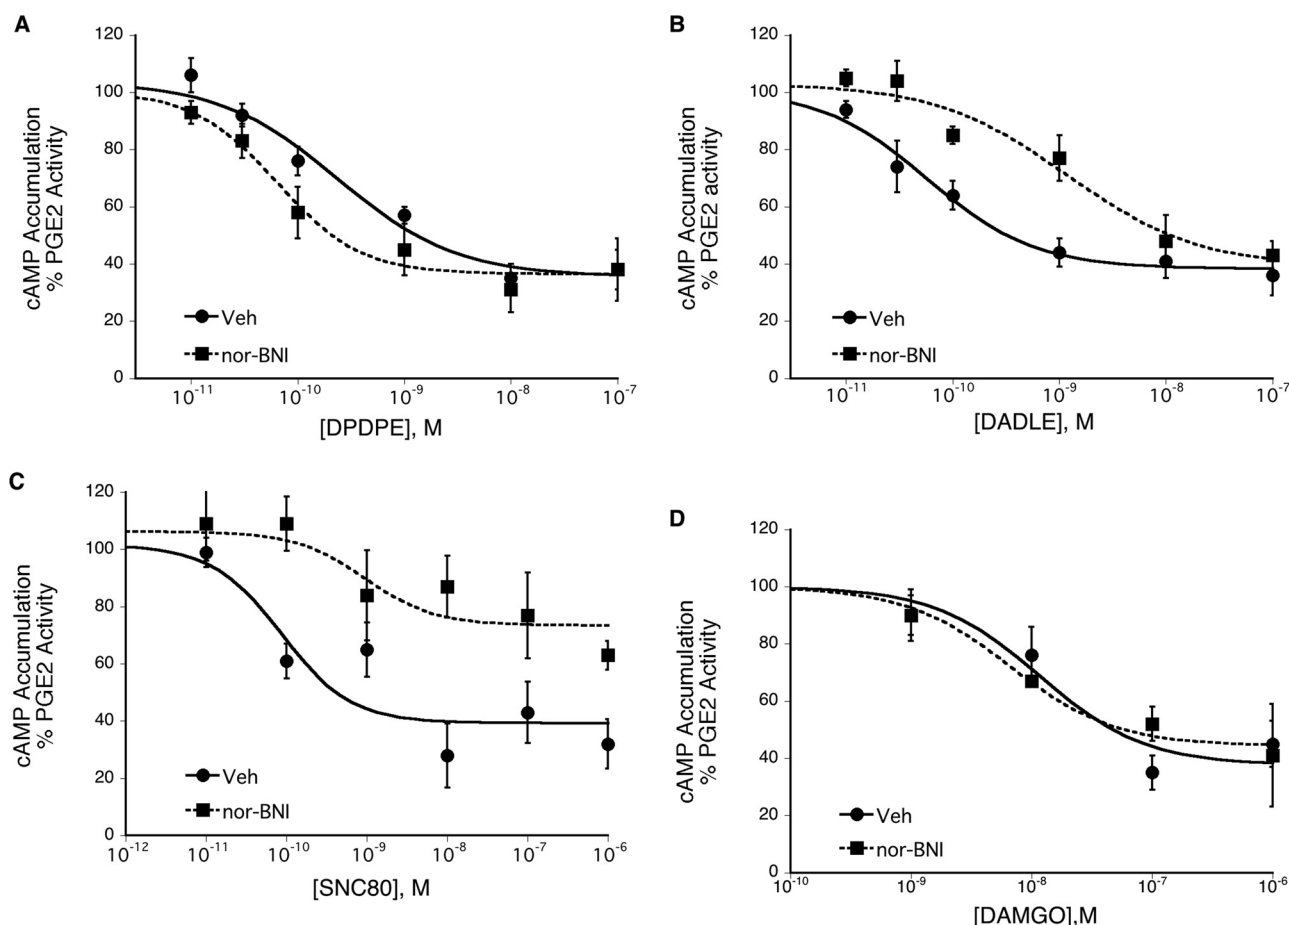 A
120
100
80
60
40
20
0
cAMP Accumulation
% PGE2 Activity
Veh
nor-BNI
10-11
10-10
10-9
10-8
10-7
[DPDPE], M
B
120
100
80
60
40
20
0
cAMP Accumulation
% PGE2 activity
Veh
nor-BNI
10-11
10-10
10-9
10-8
10-7
[DADLE], M
C
120
100
80
60
40
20
0
cAMP Accumulation
% PGE2 Activity
Veh
nor-BNI
10-12
10-11
10-10
10-9
10-8
10-7
10-6
[SNC80], M
D
120
100
80
60
40
20
0
cAMP Accumulation
% PGE2 Activity
Veh
nor-BNI
10-10
10-9
10-8
10-7
10-6
[DAMGO],M